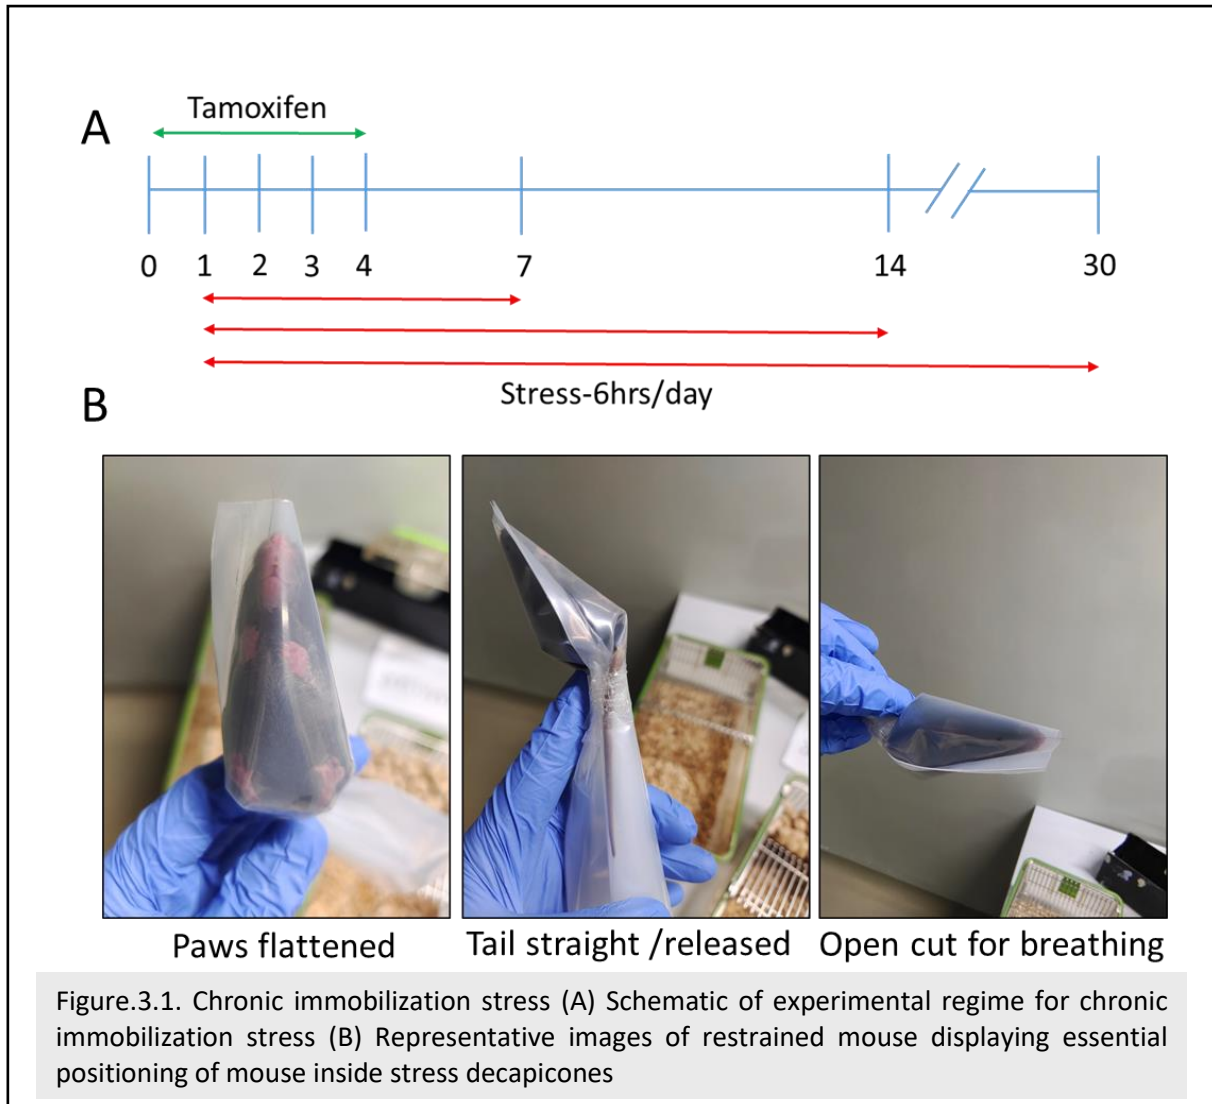 A
Tamoxifen
0 1 2 3 4 7 14 30
Stress-6hrs/day
B
Paws flattened Tail straight /released Open cut for breathing
Figure.3.1. Chronic immobilization stress (A) Schematic of experimental regime for chronic
immobilization stress (B) Representative images of restrained mouse displaying essential
positioning of mouse inside stress decapicones